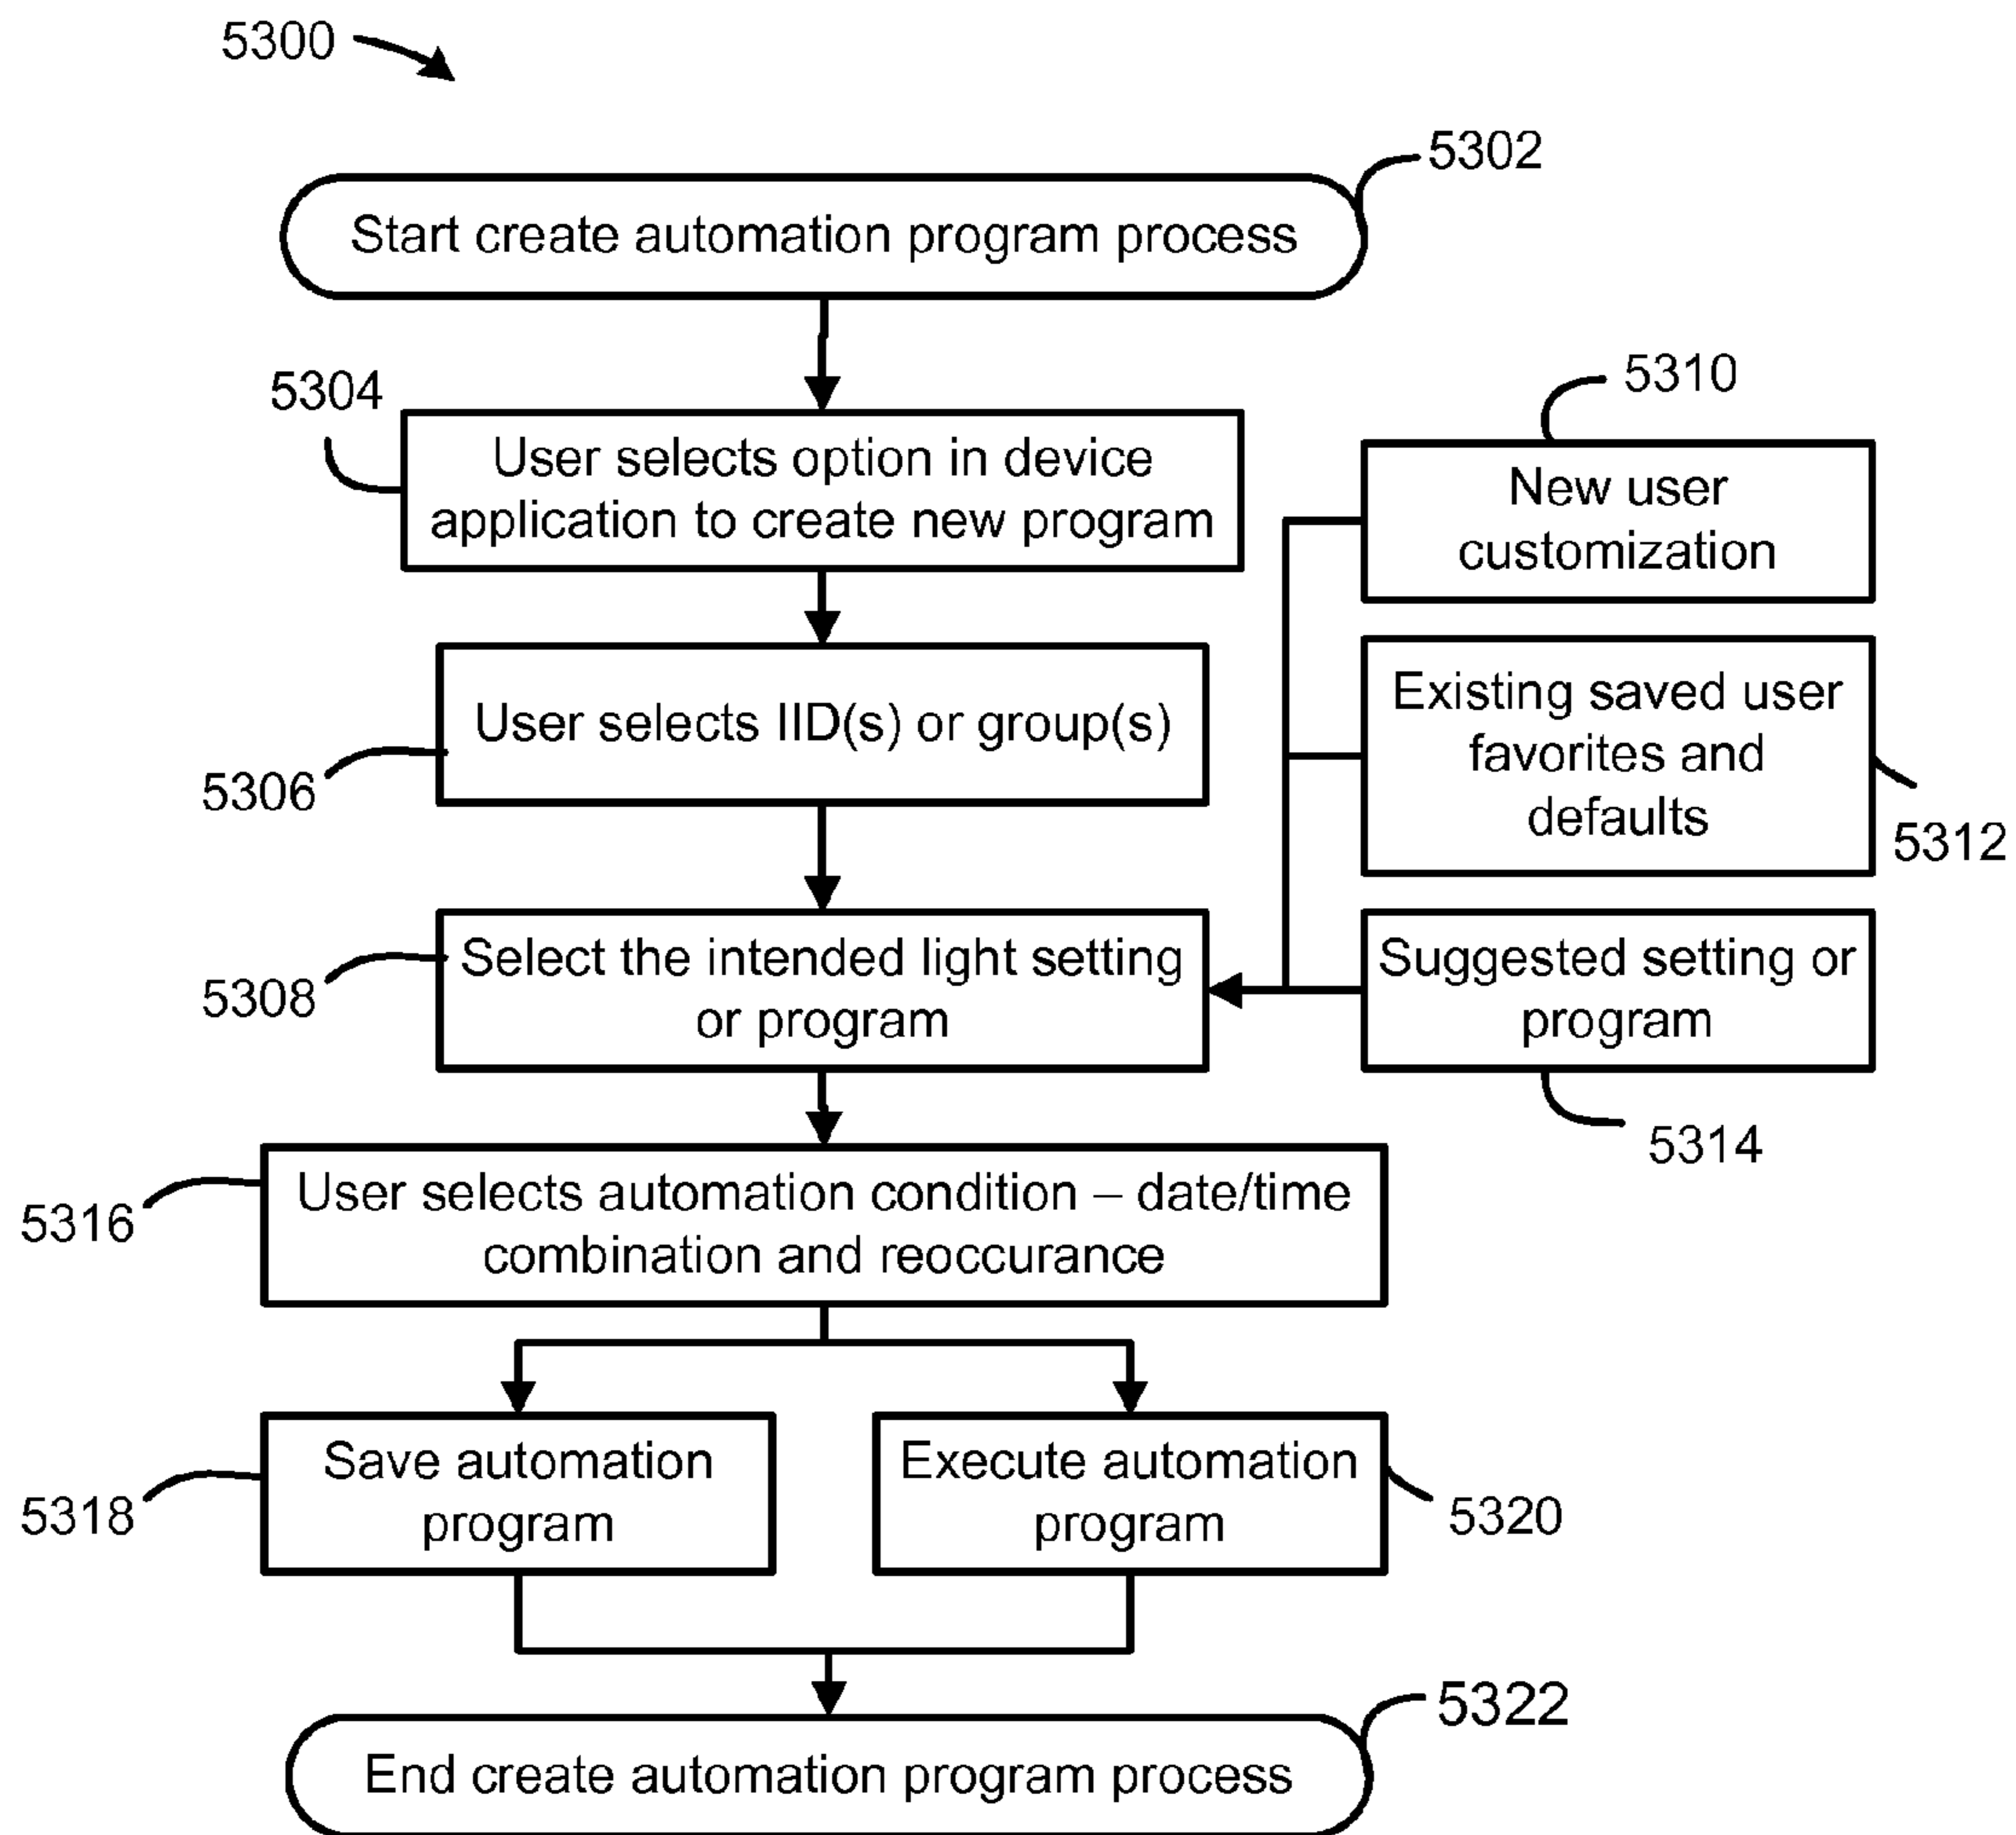 5300
5302
Start create automation program process
5304
User selects option in device
application to create new program
5310
New user
customization
User selects IID(s) or group(s)
5306
Existing saved user
favorites and
defaults
5312
Select the intended light setting
or program
5308
Suggested setting or
program
5314
User selects automation condition – date/time
combination and reoccurance
5316
Save automation
program
5318
Execute automation
program
5320
5322
End create automation program process